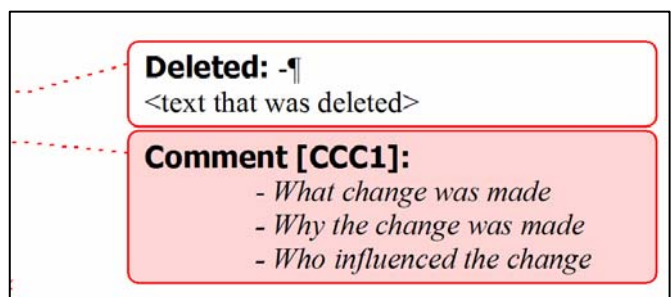 Deleted: -¶
<text that was deleted>
Comment [CCC1]:
- What change was made
- Why the change was made
- Who influenced the change